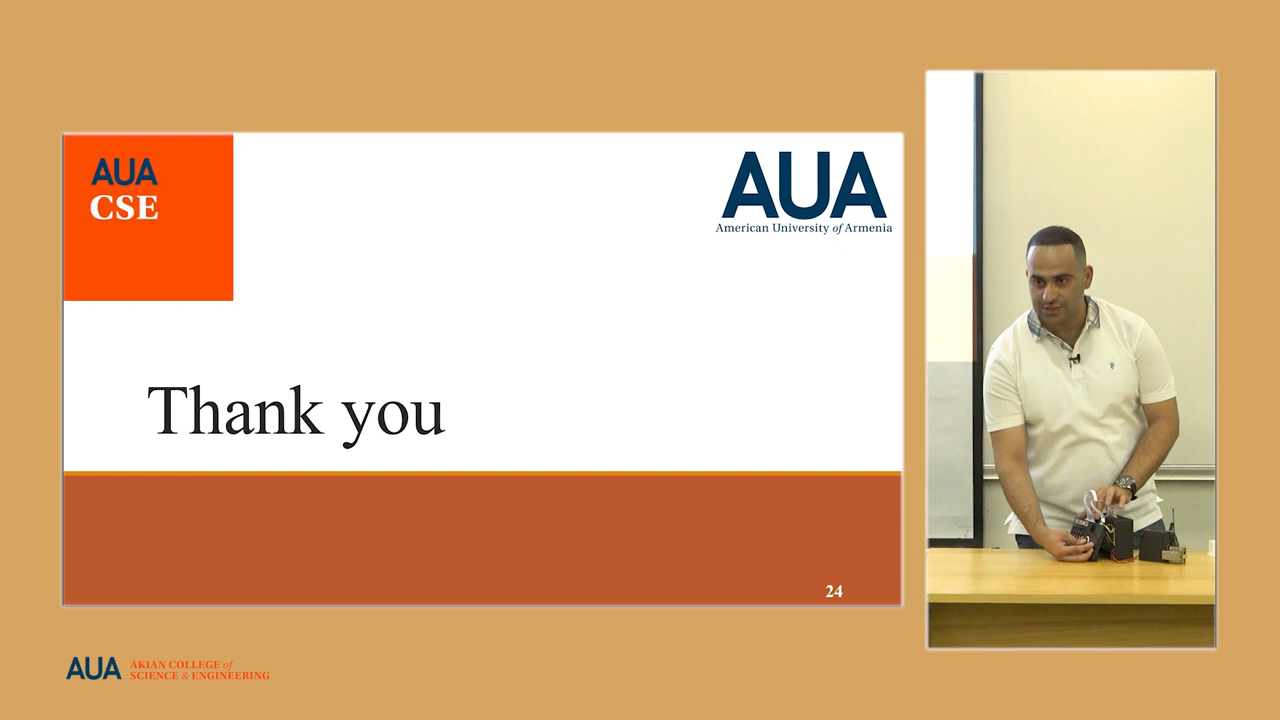 AUA
CSE
AUA
American University of Armenia
Thank you
24
AUA
AKIAN COLLEGE of
SCIENCE & ENGINEERING